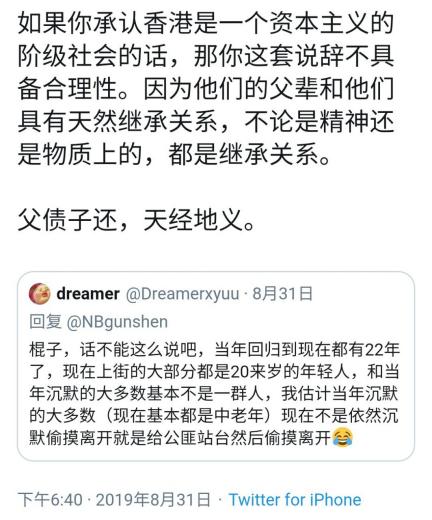 如果你承认香港是一个资本主义的
阶级社会的话，那你这套说辞不具
备合理性。因为他们的父辈和他们
具有天然继承关系，不论是精神还
是物质上的，都是继承关系。
父债子还，天经地义。
dreamer @Dreamerxyuu · 8月31日
回复 @NBgunshen
棍子，话不能这么说吧，当年回归到现在都有22年
了，现在上街的大部分都是20来岁的年轻人，和当
年沉默的大多数基本不是一群人，我估计当年沉默
的大多数（现在基本都是中老年）现在不是依然沉
默偷摸离开就是给公匪站台然后偷摸离开😂
下午6:40 · 2019年8月31日 · Twitter for iPhone